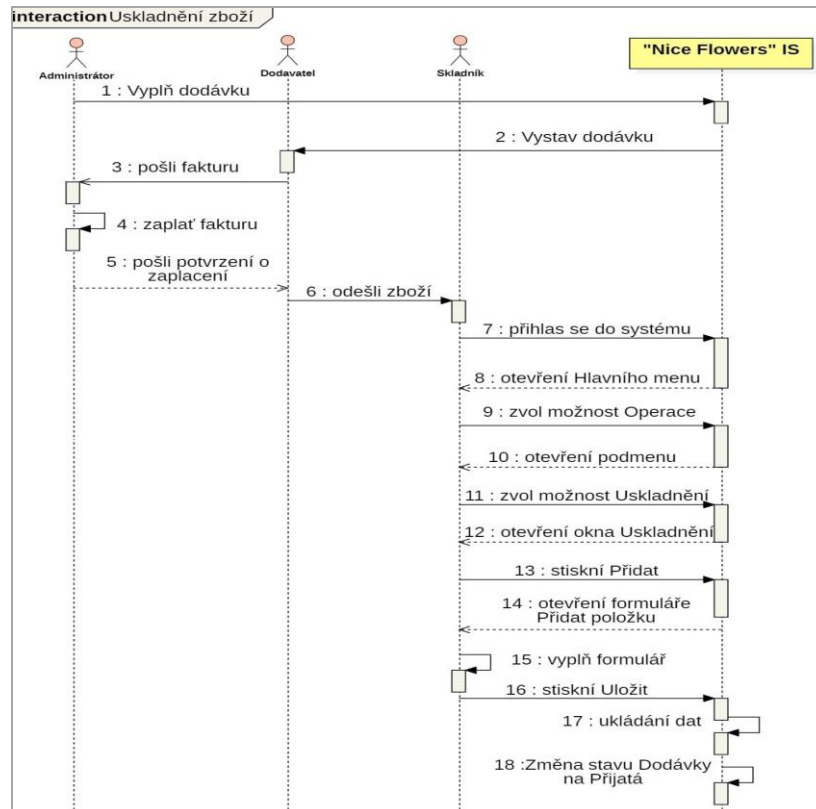 interaction Uskladnění zboží
Administrátor
Dodavatel
Skladník
"Nice Flowers" IS
1 : Vyplň dodávku
2 : Vystav dodávku
3 : pošli fakturu
4 : zaplať fakturu
5 : pošli potvrzení o
zaplacení
6 : odešli zboží
7 : přihlas se do systému
8 : otevření Hlavního menu
9 : zvol možnost Operace
10 : otevření podmenu
11 : zvol možnost Uskladnění
12 : otevření okna Uskladnění
13 : stiskní Přidat
14 : otevření formuláře
Přidat položku
15 : vyplň formulář
16 : stiskní Uložit
17 : ukládání dat
18 :Změna stavu Dodávky
na Přijatá